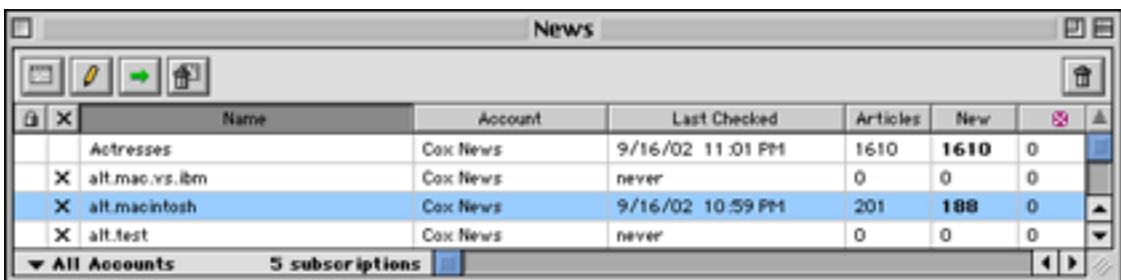 News
Name Account Last Checked Articles New
Actresses Cox News 9/16/02 11:01 PM 1610 1610 0
X alt.mac.vs.ibm Cox News never 0 0 0
X alt.macintosh Cox News 9/16/02 10:59 PM 201 188 0
X alt.test Cox News never 0 0 0
All Accounts 5 subscriptions